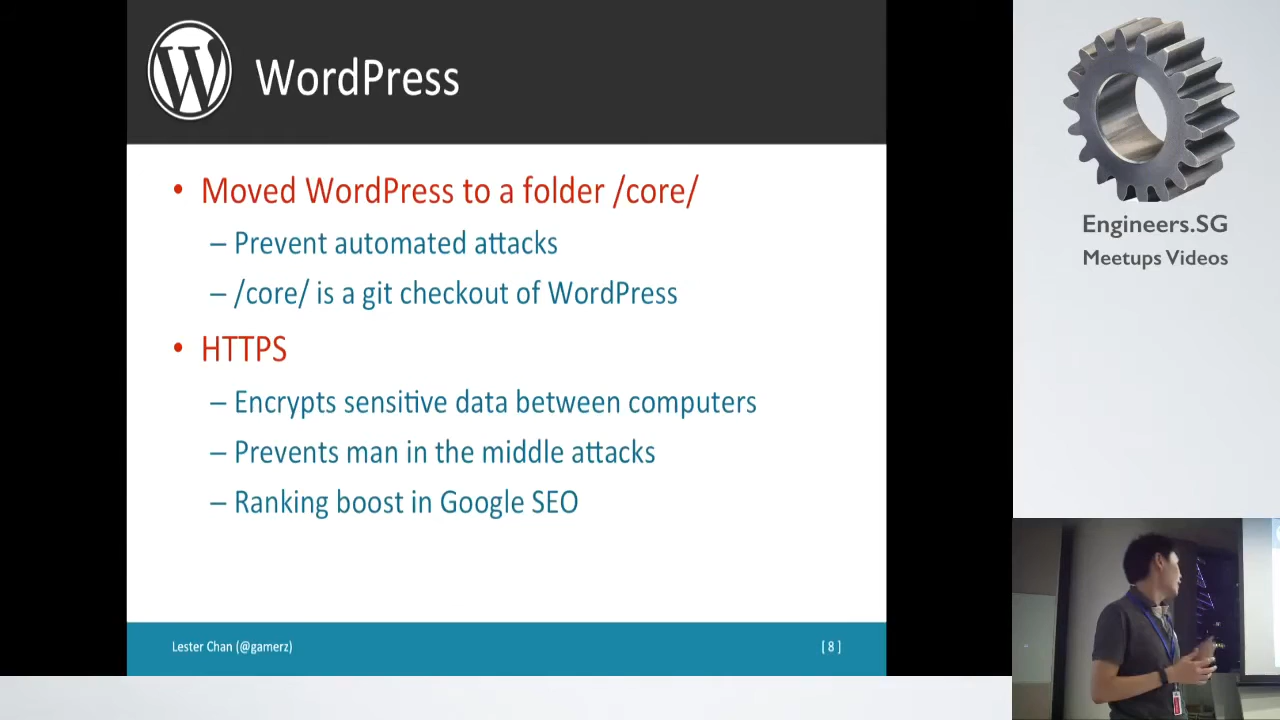 WordPress
• Moved WordPress to a folder /core/
– Prevent automated attacks
– /core/ is a git checkout of WordPress
• HTTPS
– Encrypts sensitive data between computers
– Prevents man in the middle attacks
– Ranking boost in Google SEO
Lester Chan (@gamerz)
[ 8 ]
Engineers.SG
Meetups Videos